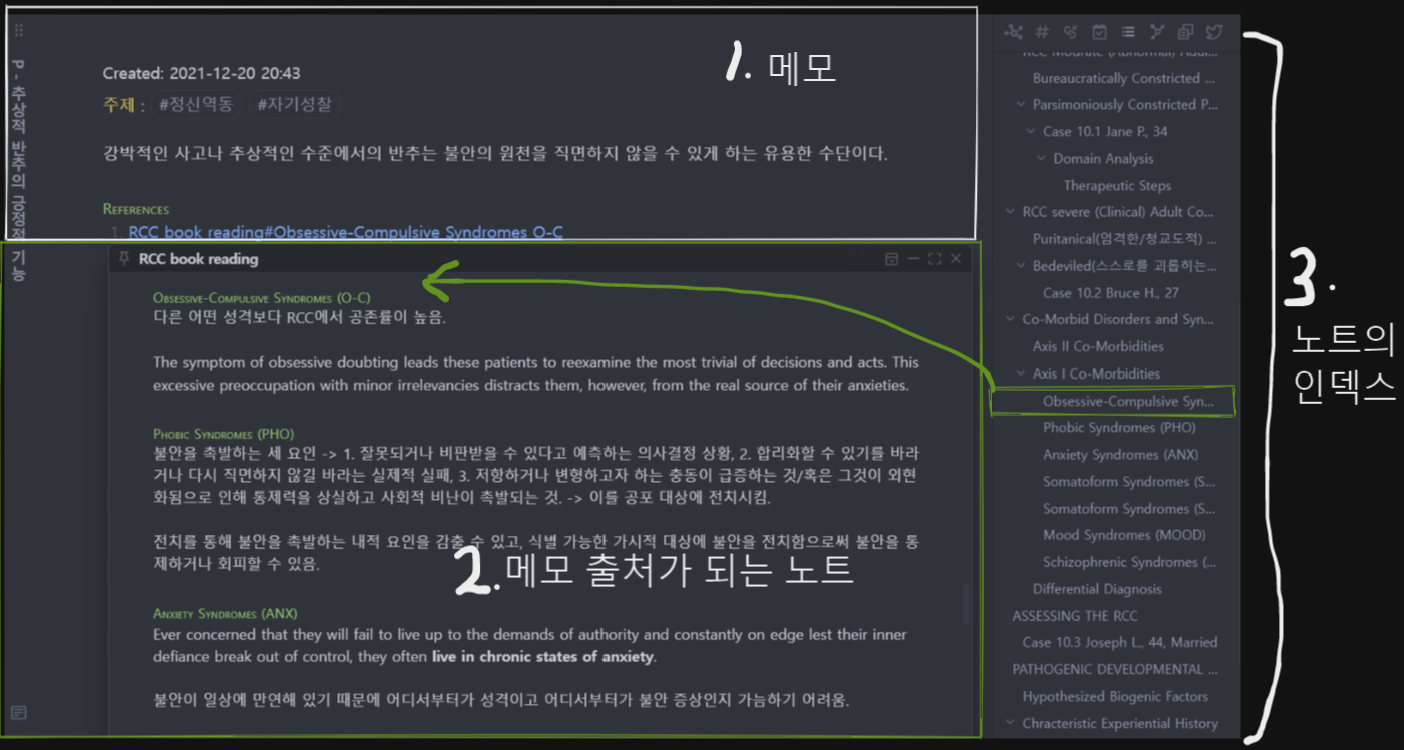 1. 메모
P - 추상적 반추의 긍정적 기능
Created: 2021-12-20 20:43
주제 : #정신역동 #자기성찰
강박적인 사고나 추상적인 수준에서의 반추는 불안의 원천을 직면하지 않을 수 있게 하는 유용한 수단이다.
References
1. RCC book reading#Obsessive-Compulsive Syndromes O-C
RCC book reading
Obsessive-Compulsive Syndromes (O-C)
다른 어떤 성격보다 RCC에서 공존률이 높음.
The symptom of obsessive doubting leads these patients to reexamine the most trivial of decisions and acts. This
excessive preoccupation with minor irrelevancies distracts them, however, from the real source of their anxieties.
Phobic Syndromes (PHO)
불안을 촉발하는 세 요인 -> 1. 잘못되거나 비판받을 수 있다고 예측하는 의사결정 상황, 2. 합리화할 수 있기를 바라
거나 다시 직면하지 않길 바라는 실제적 실패, 3. 저항하거나 변형하고자 하는 충동이 급증하는 것/혹은 그것이 외현
화됨으로 인해 통제력을 상실하고 사회적 비난이 촉발되는 것. -> 이를 공포 대상에 전치시킴.
전치를 통해 불안을 촉발하는 내적 요인을 감출 수 있고, 식별 가능한 가시적 대상에 불안을 전치함으로써 불안을 통
제하거나 회피할 수 있음.
2. 메모 출처가 되는 노트
Anxiety Syndromes (ANX)
Ever concerned that they will fail to live up to the demands of authority and constantly on edge lest their inner
defiance break out of control, they often live in chronic states of anxiety.
불안이 일상에 만연해 있기 때문에 어디서부터가 성격이고 어디서부터가 불안 증상인지 가늠하기 어려움.
RCC Modrate (Abnormal) Adul...
Bureaucratically Constricted ...
Parsimoniously Constricted P...
Case 10.1 Jane P., 34
Domain Analysis
Therapeutic Steps
RCC severe (Clinical) Adult Co...
Puritanical(엄격한/청교도적) ...
Bedeviled(스스로를 괴롭히는...
Case 10.2 Bruce H., 27
Co-Morbid Disorders and Syn...
Axis II Co-Morbidities
Axis I Co-Morbidities
Obsessive-Compulsive Syn...
Phobic Syndromes (PHO)
Anxiety Syndromes (ANX)
Somatoform Syndromes (S...
Somatoform Syndromes (S...
Mood Syndromes (MOOD)
Schizophrenic Syndromes (...
Differential Diagnosis
ASSESSING THE RCC
Case 10.3 Joseph L., 44, Married
PATHOGENIC DEVELOPMENTAL ...
Hypothesized Biogenic Factors
Chracteristic Experiential History
3.
노트의
인덱스